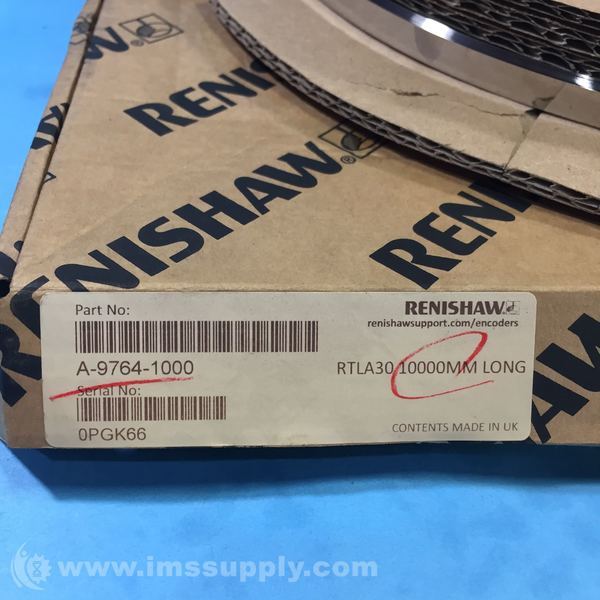 RENISHAW
RENISHAW
RENISHAW
RENISHAW
Part No:
A-9764-1000
Serial No:
0PGK66
RENISHAW
renishawsupport.com/encoders
RTLA30 10000MM LONG
CONTENTS MADE IN UK
www.imssupply.com